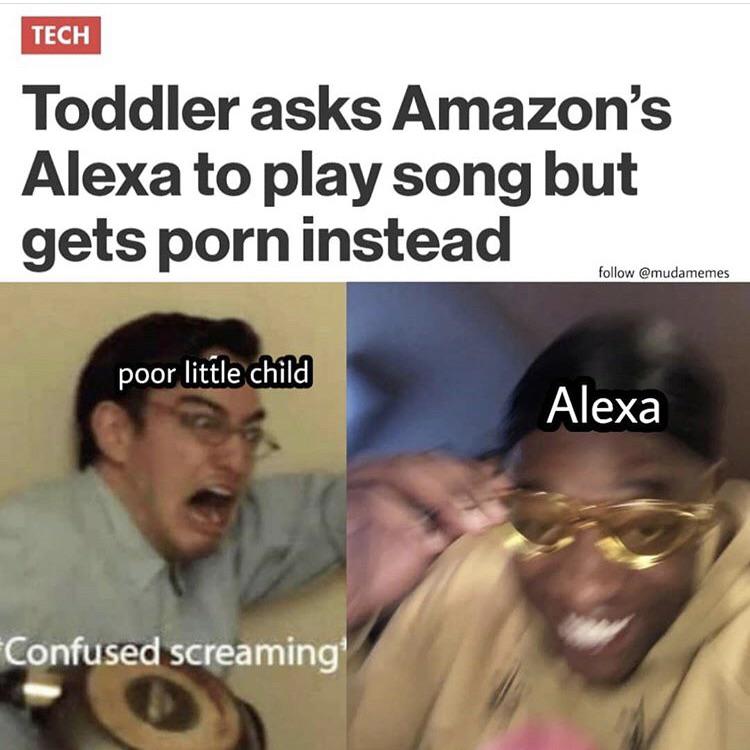 TECH
Toddler asks Amazon's
Alexa to play song but
gets porn instead
follow @mudamemes
poor little child
Alexa
*Confused screaming*